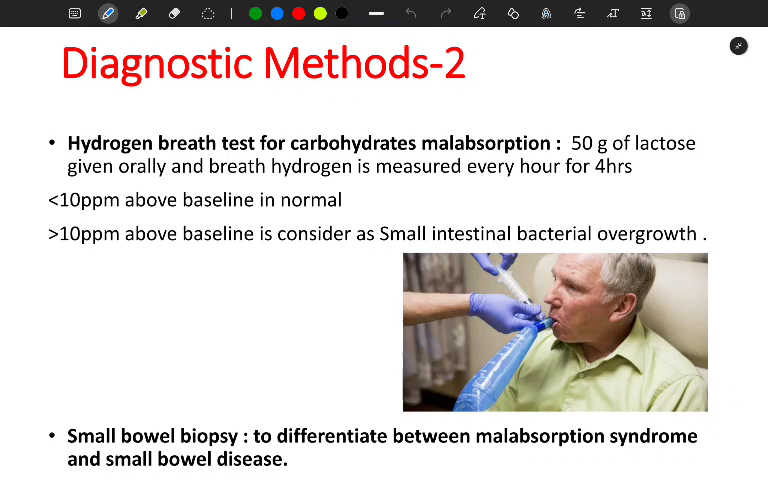 Diagnostic Methods-2
• Hydrogen breath test for carbohydrates malabsorption : 50 g of lactose
given orally and breath hydrogen is measured every hour for 4hrs
<10ppm above baseline in normal
>10ppm above baseline is consider as Small intestinal bacterial overgrowth .
• Small bowel biopsy : to differentiate between malabsorption syndrome
and small bowel disease.